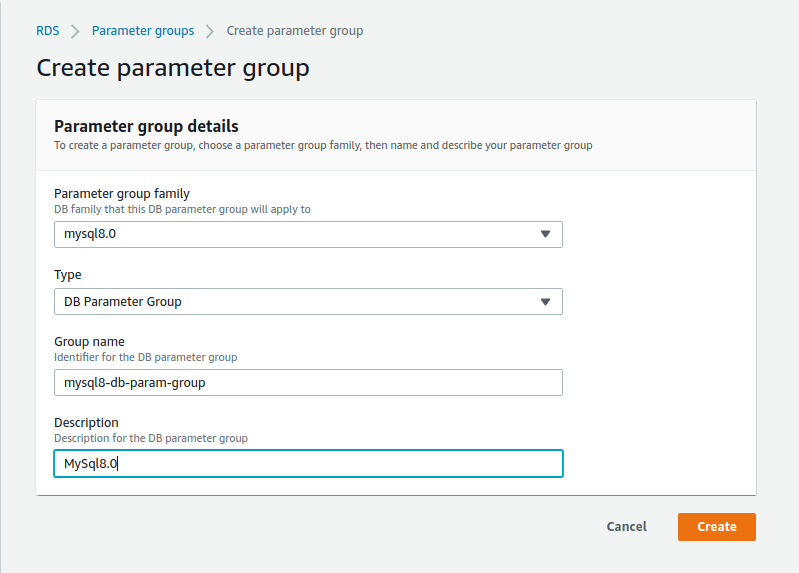 RDS > Parameter groups > Create parameter group
Create parameter group
Parameter group details
To create a parameter group, choose a parameter group family, then name and describe your parameter group
Parameter group family
DB family that this DB parameter group will apply to
mysql8.0
Type
DB Parameter Group
Group name
Identifier for the DB parameter group
mysql8-db-param-group
Description
Description for the DB parameter group
MySql8.0
Cancel Create